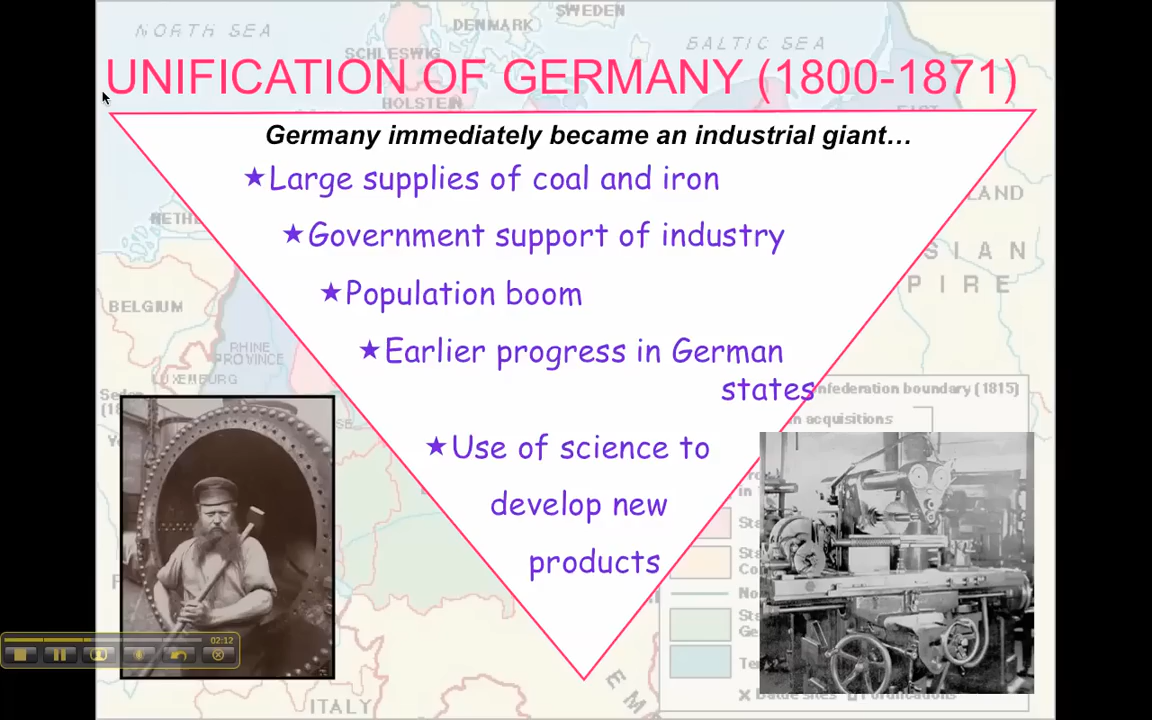 NORTH SEA
DENMARK
SWEDEN
SCHLESWIG
BALTIC SEA
UNIFICATION OF GERMANY (1800-1871)
HOLSTEIN
EAST
Germany immediately became an industrial giant…
★Large supplies of coal and iron
★Government support of industry
★Population boom
★Earlier progress in German
states
★Use of science to
develop new
products
LAND
NETH
SIAN
PIRE
BELGIUM
RHINE
PROVINCE
LUXEMBURG
nfederation boundary (1815)
n acquisitions
ITALY
02:12